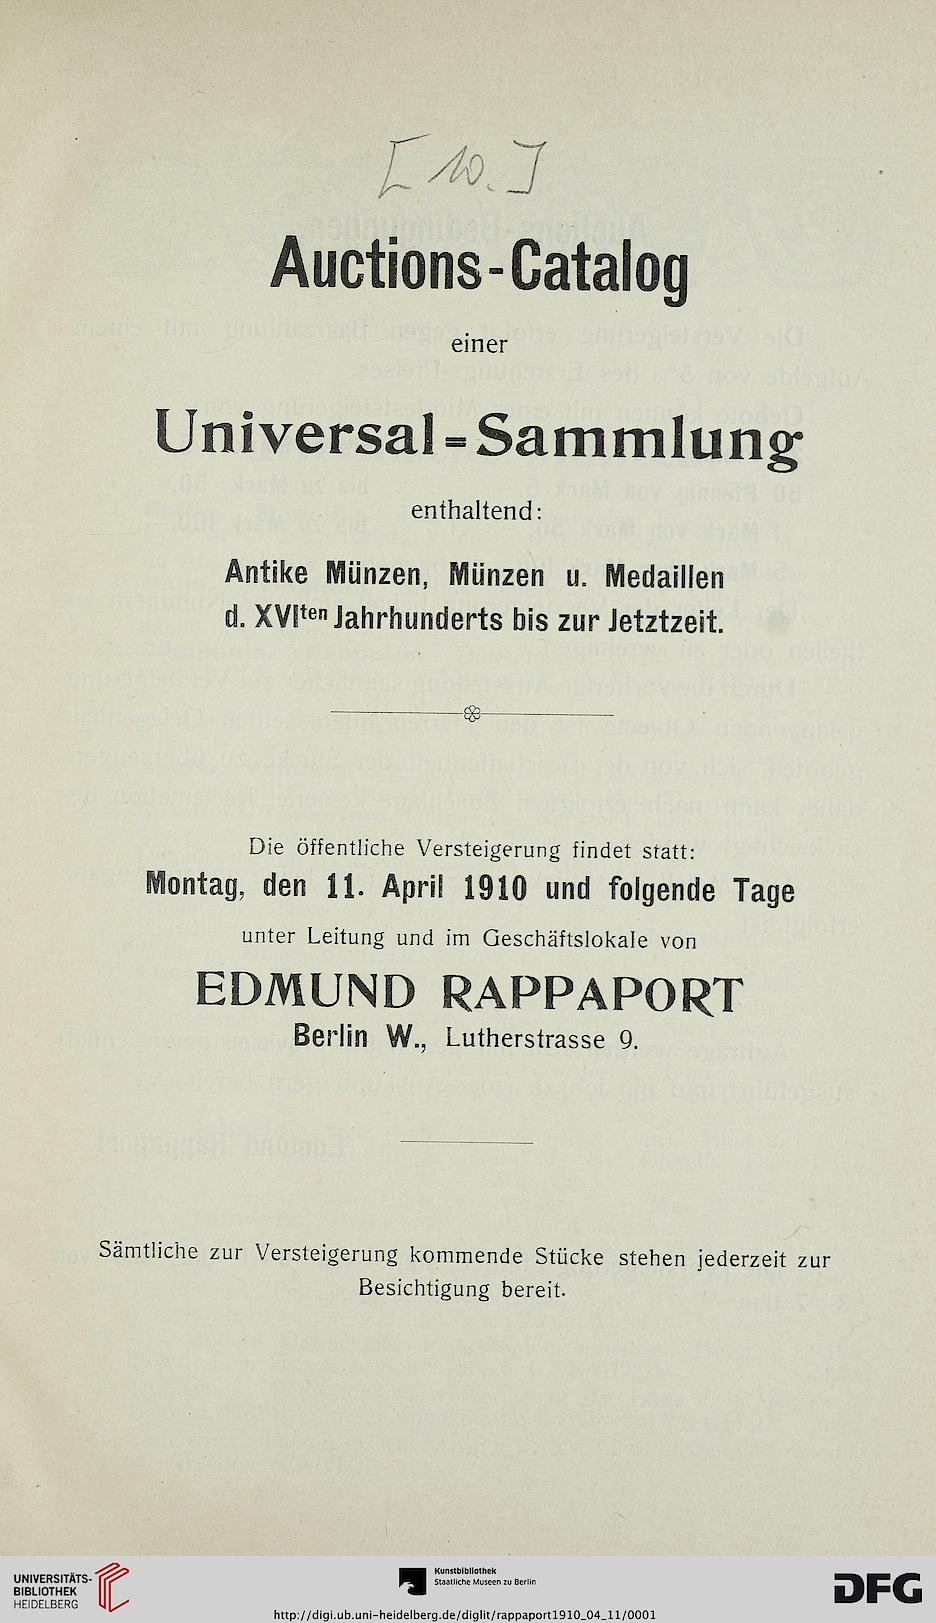 [10.]
Auctions-Catalog
einer
Universal=Sammlung
enthaltend:
Antike Münzen, Münzen u. Medaillen
d. XVIten Jahrhunderts bis zur Jetztzeit.
Die öffentliche Versteigerung findet statt:
Montag, den 11. April 1910 und folgende Tage
unter Leitung und im Geschäftslokale von
EDMUND RAPPAPORT
Berlin W., Lutherstrasse 9.
Sämtliche zur Versteigerung kommende Stücke stehen jederzeit zur
Besichtigung bereit.
UNIVERSITÄTS-
BIBLIOTHEK
HEIDELBERG
Kunstbibliothek
Staatliche Museen zu Berlin
DFG
http://digi.ub.uni-heidelberg.de/diglit/rappaport1910_04_11/0001